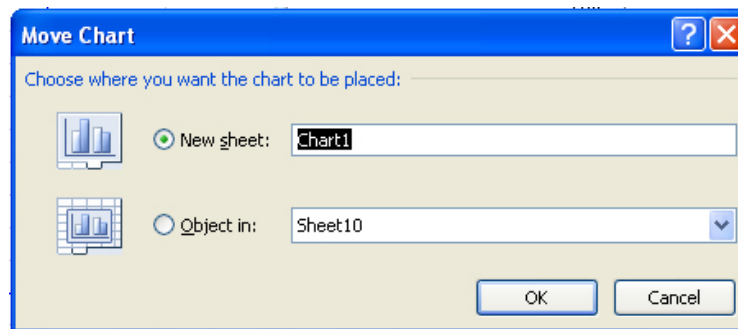 Move Chart
Choose where you want the chart to be placed:
New sheet: Chart1
Object in: Sheet10
OK Cancel